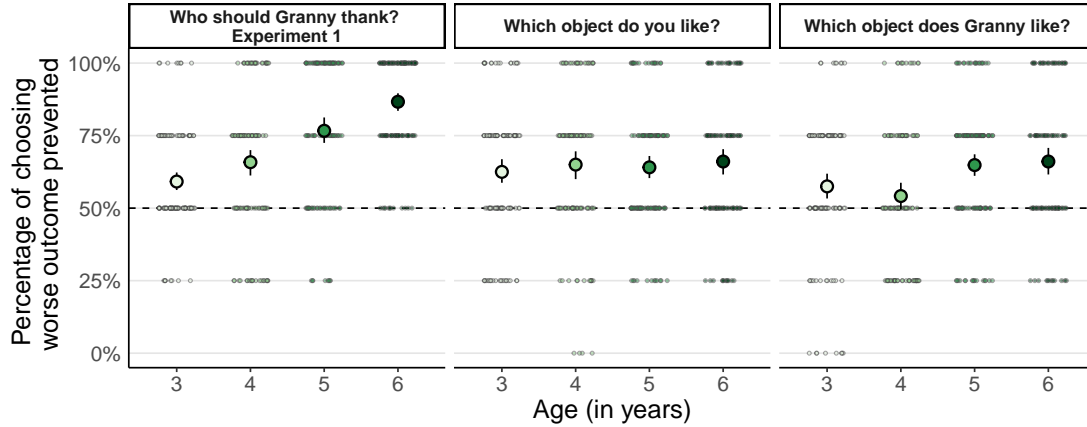 Who should Granny thank?
Experiment 1
Which object do you like?
Which object does Granny like?
Percentage of choosing
worse outcome prevented
100%
75%
50%
25%
0%
3 4 5 6
3 4 5 6
3 4 5 6
Age (in years)